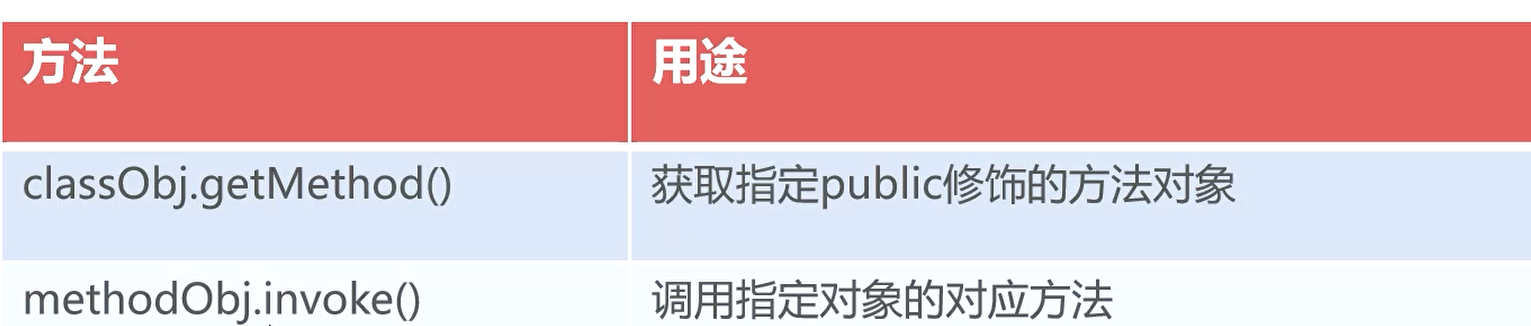 方法 用途
classObj.getMethod() 获取指定public修饰的方法对象
methodObj.invoke() 调用指定对象的对应方法